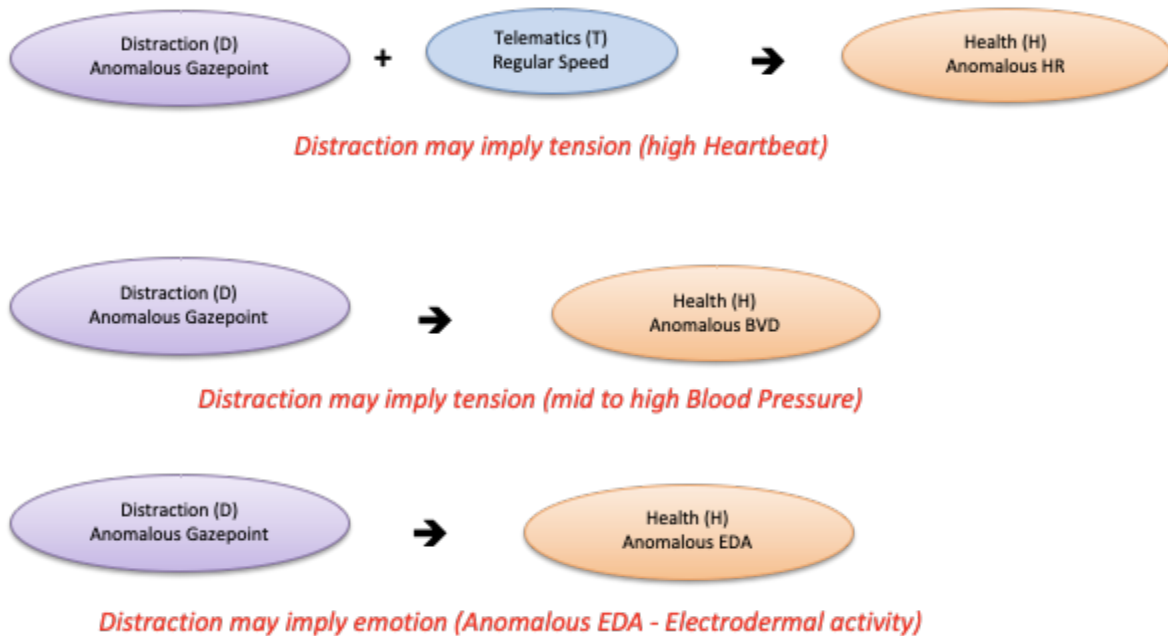 Distraction (D)
Anomalous Gazepoint
+
Telematics (T)
Regular Speed
➔
Health (H)
Anomalous HR
Distraction may imply tension (high Heartbeat)
Distraction (D)
Anomalous Gazepoint
➔
Health (H)
Anomalous BVD
Distraction may imply tension (mid to high Blood Pressure)
Distraction (D)
Anomalous Gazepoint
➔
Health (H)
Anomalous EDA
Distraction may imply emotion (Anomalous EDA - Electrodermal activity)